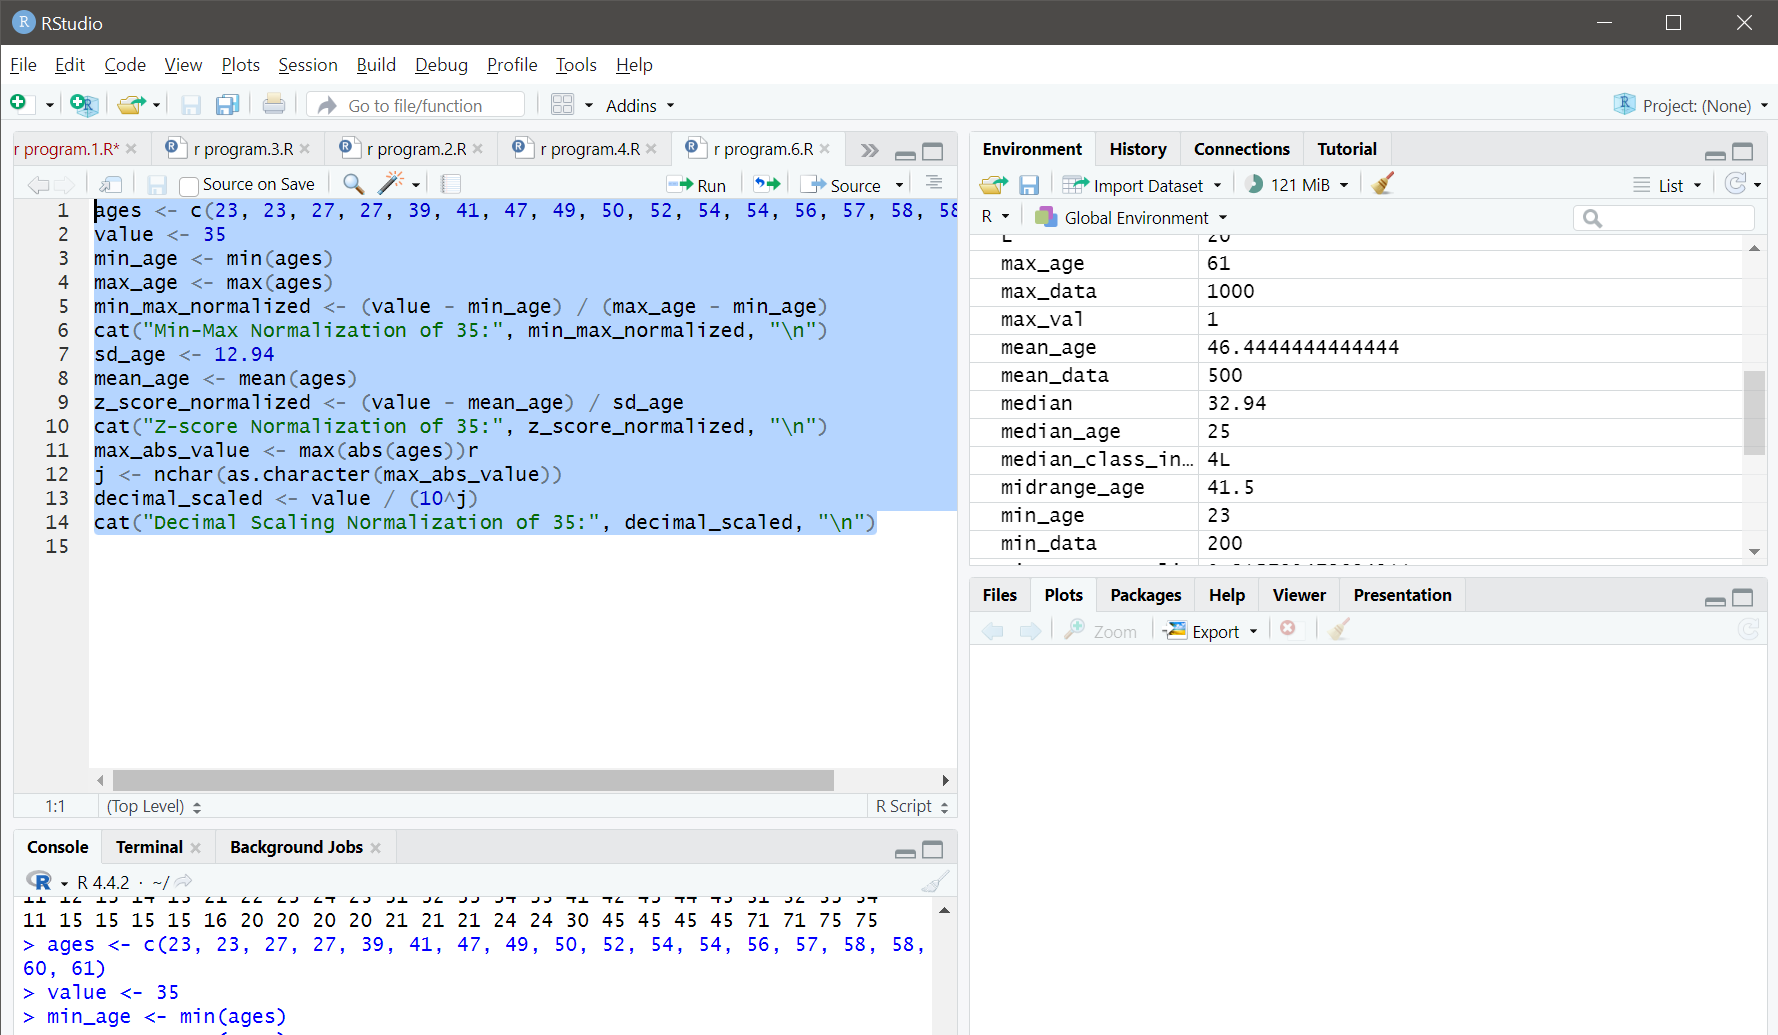 RStudio
File Edit Code View Plots Session Build Debug Profile Tools Help
Go to file/function Addins Project: (None)
r program.1.R* r program.3.R r program.2.R r program.4.R r program.6.R
Source on Save Run Source
1 ages <- c(23, 23, 27, 27, 39, 41, 47, 49, 50, 52, 54, 54, 56, 57, 58, 58
2 value <- 35
3 min_age <- min(ages)
4 max_age <- max(ages)
5 min_max_normalized <- (value - min_age) / (max_age - min_age)
6 cat("Min-Max Normalization of 35:", min_max_normalized, "\n")
7 sd_age <- 12.94
8 mean_age <- mean(ages)
9 z_score_normalized <- (value - mean_age) / sd_age
10 cat("Z-score Normalization of 35:", z_score_normalized, "\n")
11 max_abs_value <- max(abs(ages))r
12 j <- nchar(as.character(max_abs_value))
13 decimal_scaled <- value / (10^j)
14 cat("Decimal Scaling Normalization of 35:", decimal_scaled, "\n")
15
1:1 (Top Level) R Script
Console Terminal Background Jobs
R 4.4.2 · ~/
11 15 15 15 15 16 20 20 20 20 21 21 21 24 24 30 45 45 45 45 71 71 75 75
> ages <- c(23, 23, 27, 27, 39, 41, 47, 49, 50, 52, 54, 54, 56, 57, 58, 58,
60, 61)
> value <- 35
> min_age <- min(ages)
Environment History Connections Tutorial
Import Dataset 121 MiB List
R Global Environment
L 20
max_age 61
max_data 1000
max_val 1
mean_age 46.4444444444444
mean_data 500
median 32.94
median_age 25
median_class_in… 4L
midrange_age 41.5
min_age 23
min_data 200
Files Plots Packages Help Viewer Presentation
Zoom Export